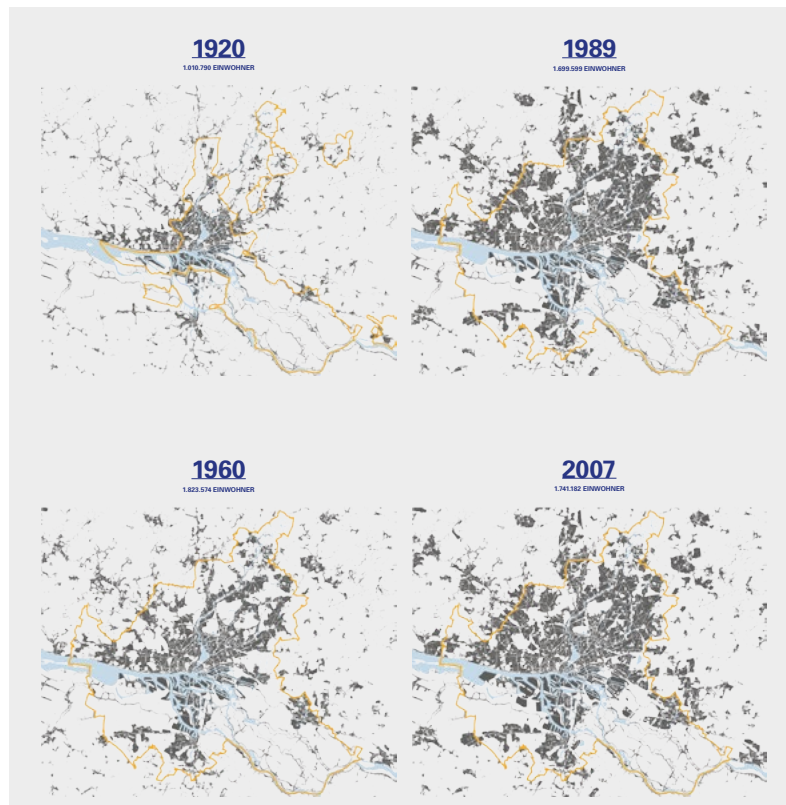 1920
1.010.790 EINWOHNER
1989
1.699.599 EINWOHNER
1960
1.823.574 EINWOHNER
2007
1.741.182 EINWOHNER